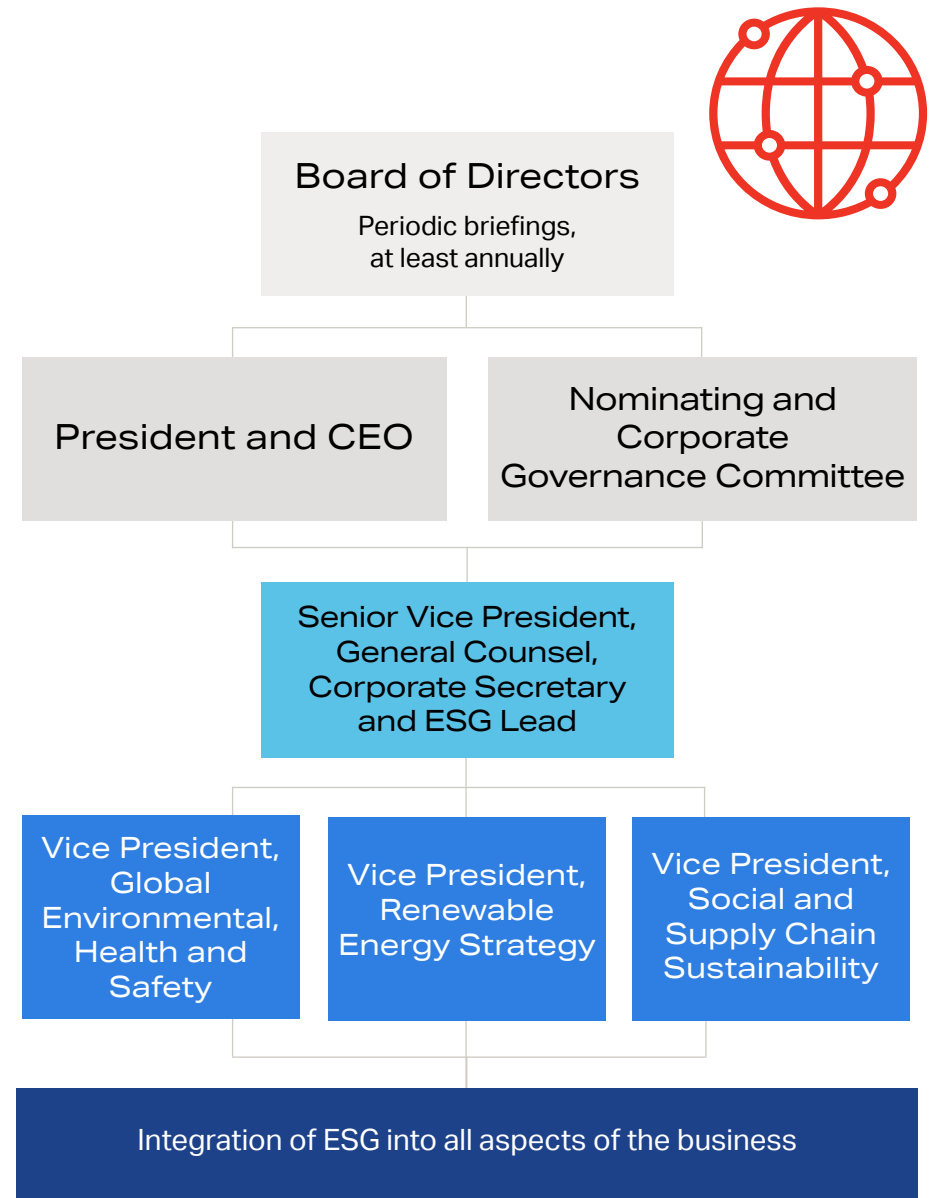 Board of Directors
Periodic briefings,
at least annually
President and CEO
Nominating and
Corporate
Governance Committee
Senior Vice President,
General Counsel,
Corporate Secretary
and ESG Lead
Vice President,
Global
Environmental,
Health and
Safety
Vice President,
Renewable
Energy Strategy
Vice President,
Social and
Supply Chain
Sustainability
Integration of ESG into all aspects of the business